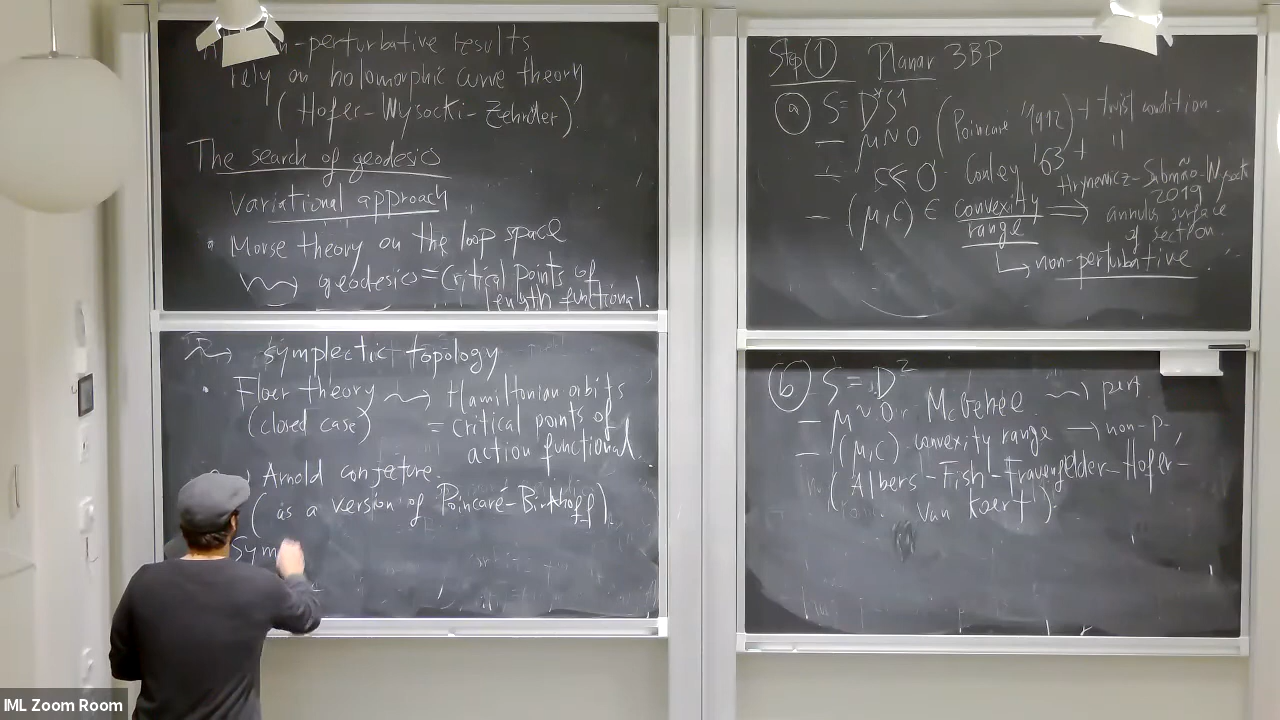 -perturbative results
rely on holomorphic curve theory
(Hofer-Wysocki-Zehnder).
The search of geodesics
Variational approach
• Morse theory on the loop space
⇝ geodesics = critical points of
length functional.
⇝ symplectic topology
• Floer theory ⇝ Hamiltonian orbits
(closed case) = critical points of
action functional.
Arnold conjecture.
(as a version of Poincaré-Birkhoff).
Sym
Step ① Planar 3BP
ⓐ S = D*S¹
— μ~0 (Poincaré 1912) + twist condition.
— c≪0 Conley '63 + "
— (μ,c) ∈ convexity range ⟹ Hryniewicz-Salomão-Wysocki 2019
annulus surface
of section.
↳ non-perturbative.
ⓑ S = D²
— μ~0. McGehee ⇝ pert.
— (μ,c) convexity range → non-p.
(Albers-Fish-Frauenfelder-Hofer-
van Koert).
IML Zoom Room